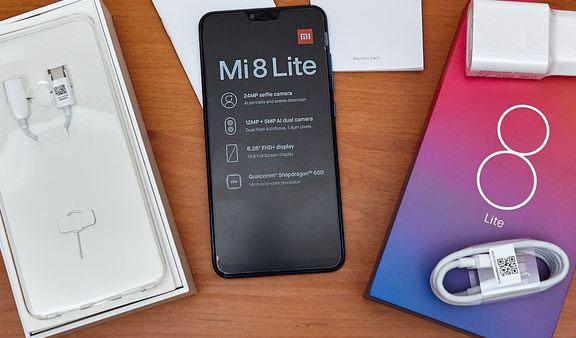 Warranty Card
mi
Mi 8 Lite
24MP selfie camera
AI portraits and scene detection
12MP + 5MP AI dual camera
Dual Pixel Autofocus, 1.4μm pixels
6.26" FHD+ display
19:9 Full Screen Display
CPU
Qualcomm® Snapdragon™ 660
14nm octa-core processor
8
Lite